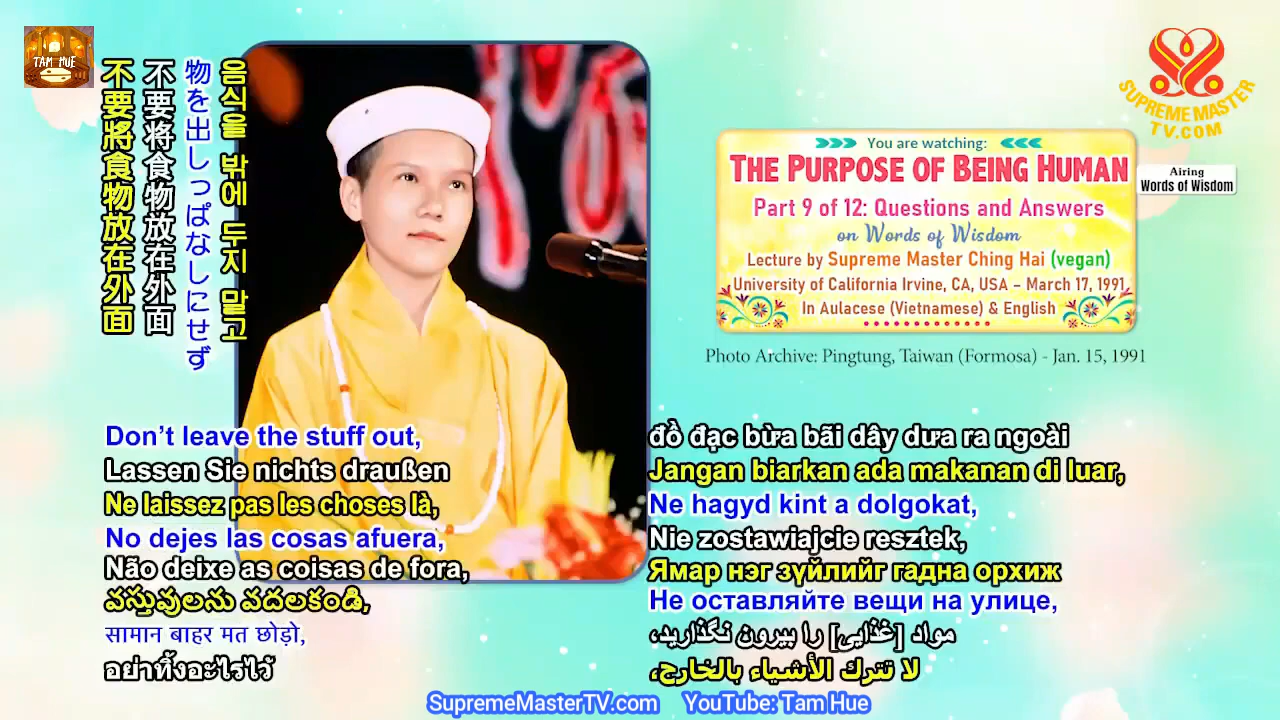 TAM HUE
不要將食物放在外面
不要将食物放在外面
物を出しっぱなしにせず
음식을 밖에 두지 말고
SUPREME MASTER
TV.COM
You are watching:
THE PURPOSE OF BEING HUMAN
Part 9 of 12: Questions and Answers
on Words of Wisdom
Lecture by Supreme Master Ching Hai (vegan)
University of California Irvine, CA, USA – March 17, 1991
In Aulacese (Vietnamese) & English
Airing
Words of Wisdom
Photo Archive: Pingtung, Taiwan (Formosa) - Jan. 15, 1991
Don’t leave the stuff out,
Lassen Sie nichts draußen
Ne laissez pas les choses là,
No dejes las cosas afuera,
Não deixe as coisas de fora,
వస్తువులను వదలకండి,
सामान बाहर मत छोड़ो,
อย่าทิ้งอะไรไว้
đồ đạc bừa bãi dây dưa ra ngoài
Jangan biarkan ada makanan di luar,
Ne hagyd kint a dolgokat,
Nie zostawiajcie resztek,
Ямар нэг зүйлийг гадна орхиж
Не оставляйте вещи на улице,
مواد [غذایی] را بیرون نگذارید،
لا تترك الأشياء بالخارج،
SupremeMasterTV.com YouTube: Tam Hue